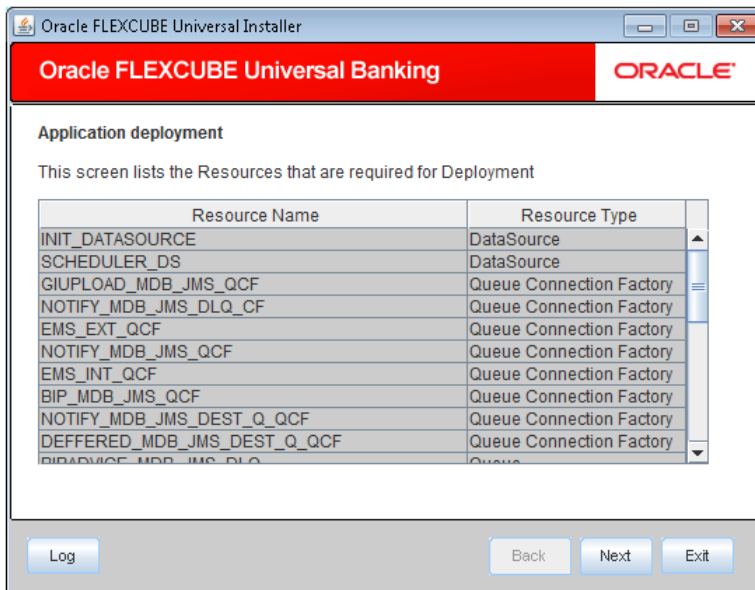 Oracle FLEXCUBE Universal Installer
Oracle FLEXCUBE Universal Banking
ORACLE
Application deployment
This screen lists the Resources that are required for Deployment
Resource Name Resource Type
INIT_DATASOURCE DataSource
SCHEDULER_DS DataSource
GIUPLOAD_MDB_JMS_QCF Queue Connection Factory
NOTIFY_MDB_JMS_DLQ_CF Queue Connection Factory
EMS_EXT_QCF Queue Connection Factory
NOTIFY_MDB_JMS_QCF Queue Connection Factory
EMS_INT_QCF Queue Connection Factory
BIP_MDB_JMS_QCF Queue Connection Factory
NOTIFY_MDB_JMS_DEST_Q_QCF Queue Connection Factory
DEFFERED_MDB_JMS_DEST_Q_QCF Queue Connection Factory
Log Back Next Exit